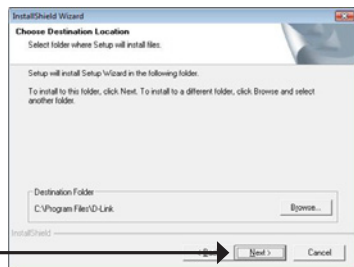 InstallShield Wizard
Choose Destination Location
Select folder where Setup will install files.
Setup will install Setup Wizard in the following folder.
To install to this folder, click Next. To install to a different folder, click Browse and select
another folder.
Destination Folder
C:\Program Files\D-Link
Browse...
InstallShield
Next >
Cancel